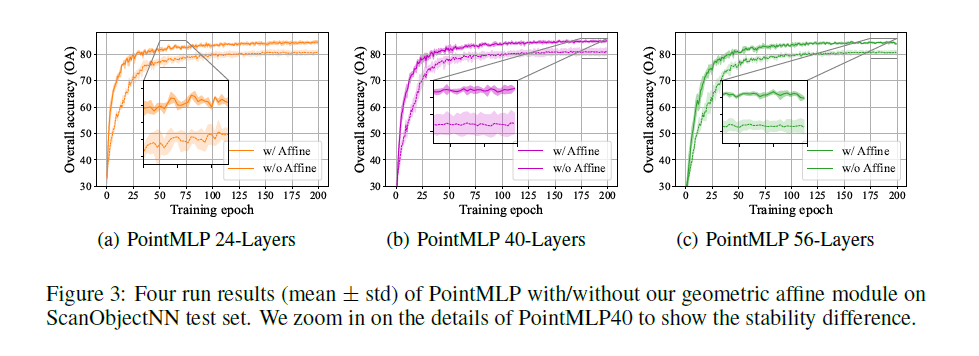 Overall accuracy (OA)
80
70
60
50
40
30
w/ Affine
w/o Affine
0 25 50 75 100 125 150 175 200
Training epoch
(a) PointMLP 24-Layers
Overall accuracy (OA)
80
70
60
50
40
30
w/ Affine
w/o Affine
0 25 50 75 100 125 150 175 200
Training epoch
(b) PointMLP 40-Layers
Overall accuracy (OA)
80
70
60
50
40
30
w/ Affine
w/o Affine
0 25 50 75 100 125 150 175 200
Training epoch
(c) PointMLP 56-Layers
Figure 3: Four run results (mean ± std) of PointMLP with/without our geometric affine module on
ScanObjectNN test set. We zoom in on the details of PointMLP40 to show the stability difference.